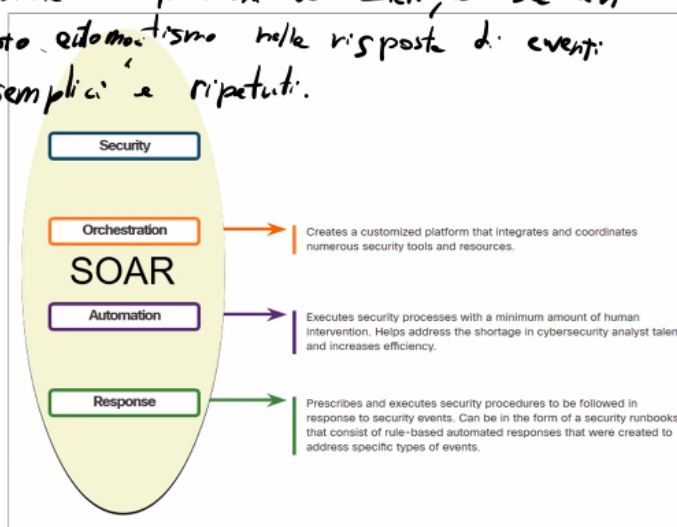 to automatismo nelle risposte di eventi
semplici e ripetuti.
Security
Orchestration
Creates a customized platform that integrates and coordinates
numerous security tools and resources.
SOAR
Automation
Executes security processes with a minimum amount of human
intervention. Helps address the shortage in cybersecurity analyst talen
and increases efficiency.
Response
Prescribes and executes security procedures to be followed in
response to security events. Can be in the form of a security runbooks
that consist of rule-based automated responses that were created to
address specific types of events.